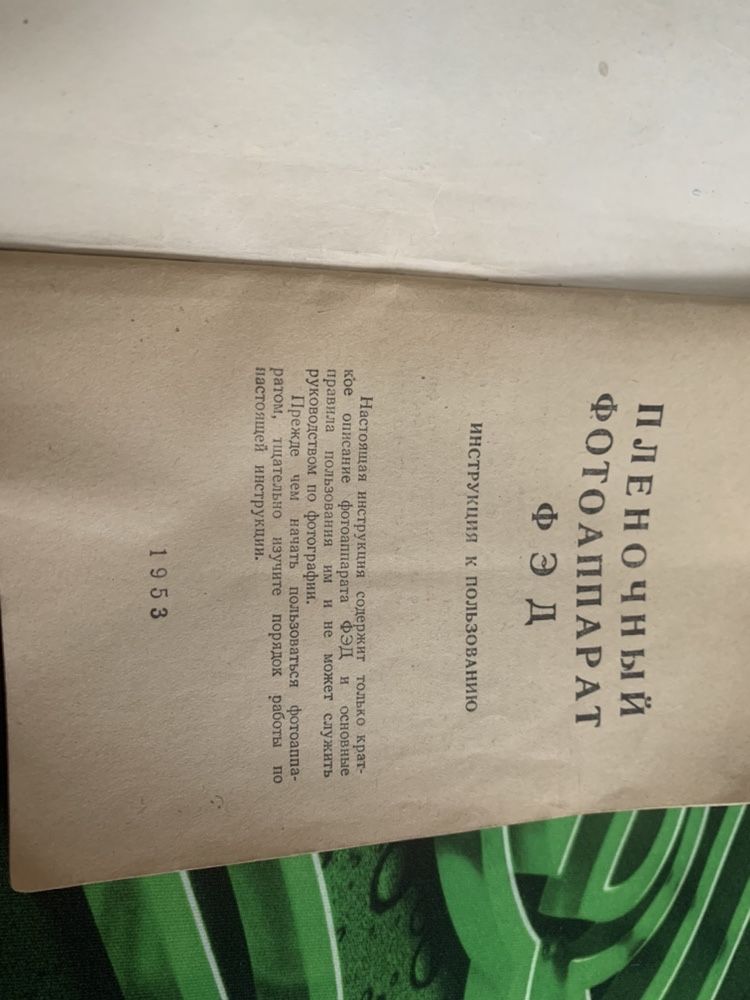 ПЛЕНОЧНЫЙ
ФОТОАППАРАТ
ФЭД
ИНСТРУКЦИЯ К ПОЛЬЗОВАНИЮ
Настоящая инструкция содержит только крат-
кое описание фотоаппарата ФЭД и основные
правила пользования им и не может служить
руководством по фотографии.
Прежде чем начать пользоваться фотоаппа-
ратом, тщательно изучите порядок работы по
настоящей инструкции.
1953